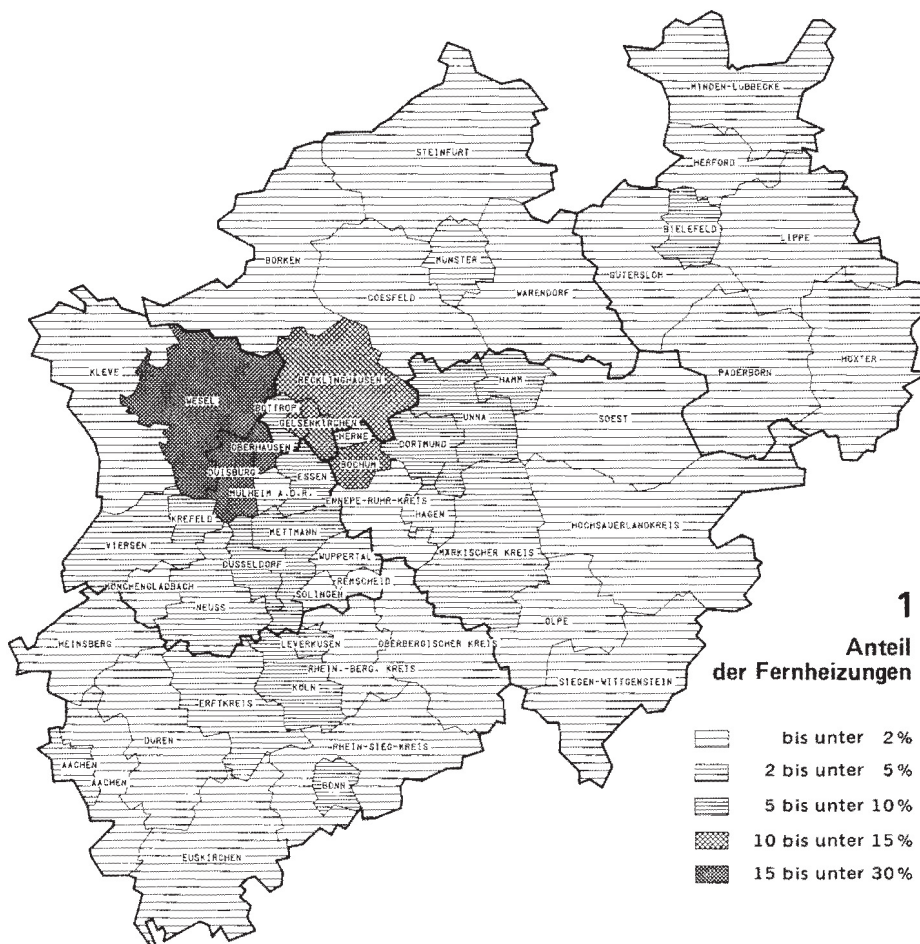 MINDEN-LÜBBECKE
STEINFURT
HERFORD
BIELEFELD
LIPPE
BORKEN
MÜNSTER
GÜTERSLOH
COESFELD
WARENDORF
KLEVE
RECKLINGHAUSEN
HAMM
PADERBORN
HÖXTER
WESEL
BOTTROP
UNNA
SOEST
GELSENKIRCHEN
HERNE
OBERHAUSEN
DORTMUND
BOCHUM
DUISBURG
ESSEN
MÜLHEIM A.D.R.
ENNEPE-RUHR-KREIS
KREFELD
HAGEN
HOCHSAUERLANDKREIS
METTMANN
VIERSEN
MÄRKISCHER KREIS
WUPPERTAL
DÜSSELDORF
MÖNCHENGLADBACH
REMSCHEID
SOLINGEN
NEUSS
OLPE
HEINSBERG
LEVERKUSEN
OBERBERGISCHER KREI
RHEIN.-BERG. KREIS
SIEGEN-WITTGENSTEIN
KÖLN
ERFTKREIS
DÜREN
RHEIN-SIEG-KREIS
AACHEN
AACHEN
BONN
EUSKIRCHEN
1
Anteil
der Fernheizungen
bis unter 2%
2 bis unter 5%
5 bis unter 10%
10 bis unter 15%
15 bis unter 30%